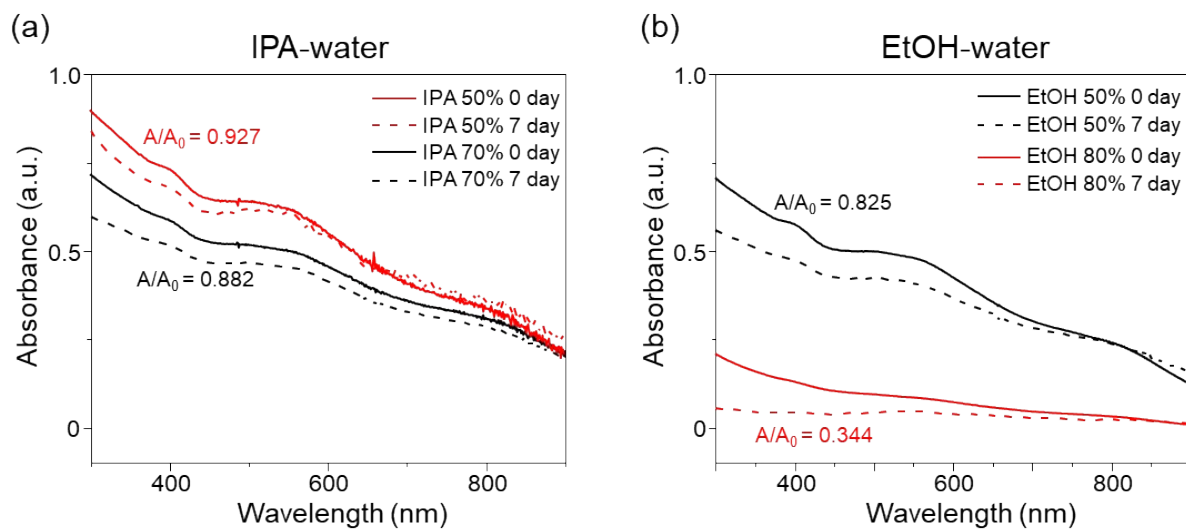 (a)
IPA-water
Absorbance (a.u.)
1.0
0.5
0
IPA 50% 0 day
IPA 50% 7 day
IPA 70% 0 day
IPA 70% 7 day
A/A₀ = 0.927
A/A₀ = 0.882
400
600
800
Wavelength (nm)
(b)
EtOH-water
Absorbance (a.u.)
1.0
0.5
0
EtOH 50% 0 day
EtOH 50% 7 day
EtOH 80% 0 day
EtOH 80% 7 day
A/A₀ = 0.825
A/A₀ = 0.344
400
600
800
Wavelength (nm)